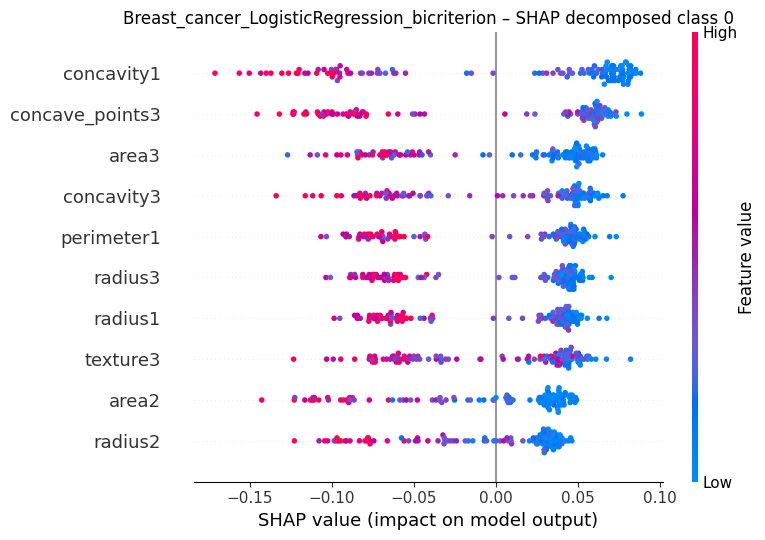 Breast_cancer_LogisticRegression_bicriterion – SHAP decomposed class 0
High
concavity1
concave_points3
area3
concavity3
perimeter1
radius3
radius1
texture3
area2
radius2
Feature value
Low
−0.15 −0.10 −0.05 0.00 0.05 0.10
SHAP value (impact on model output)